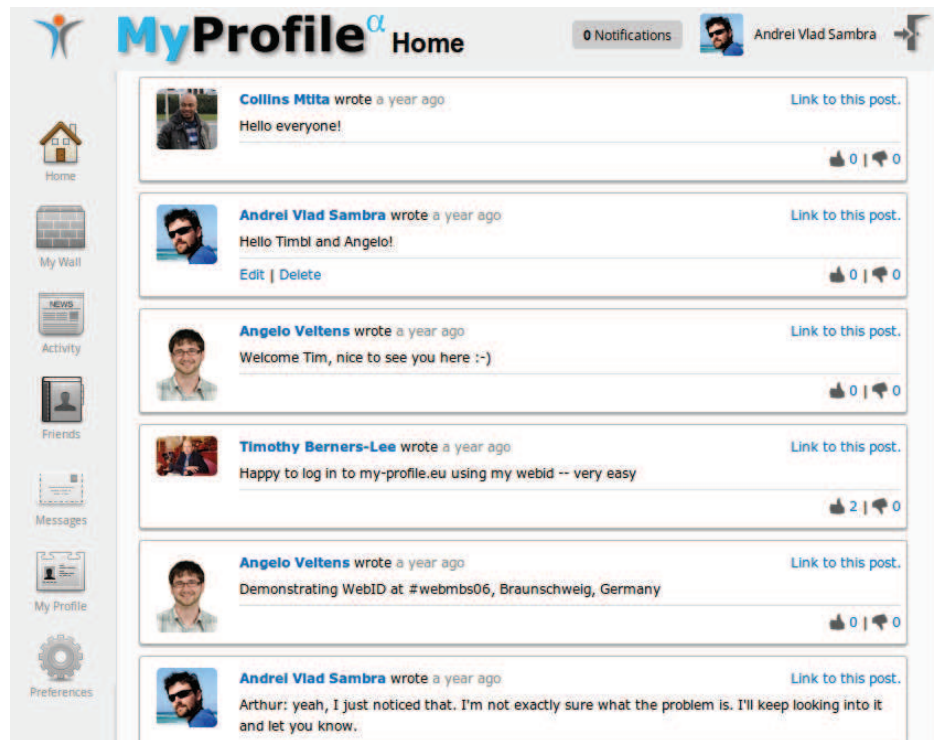 MyProfile α Home
0 Notifications
Andrei Vlad Sambra
Home
My Wall
NEWS
Activity
Friends
Messages
My Profile
Preferences
Collins Mtita wrote a year ago
Link to this post.
Hello everyone!
0 | 0
Andrei Vlad Sambra wrote a year ago
Link to this post.
Hello Timbl and Angelo!
Edit | Delete
0 | 0
Angelo Veltens wrote a year ago
Link to this post.
Welcome Tim, nice to see you here :-)
0 | 0
Timothy Berners-Lee wrote a year ago
Link to this post.
Happy to log in to my-profile.eu using my webid -- very easy
2 | 0
Angelo Veltens wrote a year ago
Link to this post.
Demonstrating WebID at #webmbs06, Braunschweig, Germany
0 | 0
Andrei Vlad Sambra wrote a year ago
Link to this post.
Arthur: yeah, I just noticed that. I'm not exactly sure what the problem is. I'll keep looking into it
and let you know.